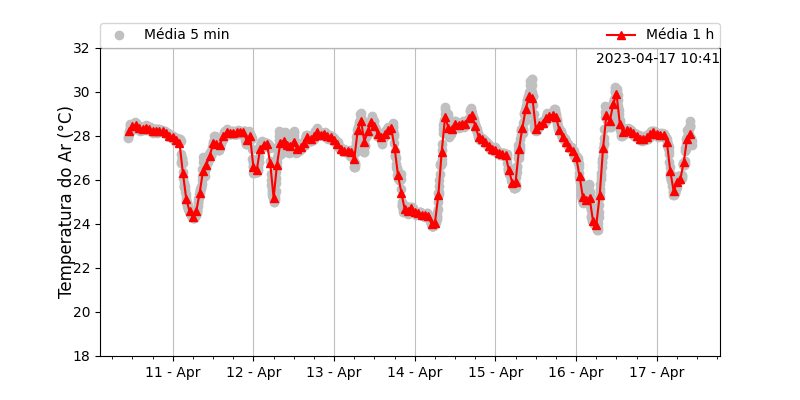 Média 5 min
Média 1 h
2023-04-17 10:41
Temperatura do Ar (°C)
32
30
28
26
24
22
20
18
11 - Apr
12 - Apr
13 - Apr
14 - Apr
15 - Apr
16 - Apr
17 - Apr